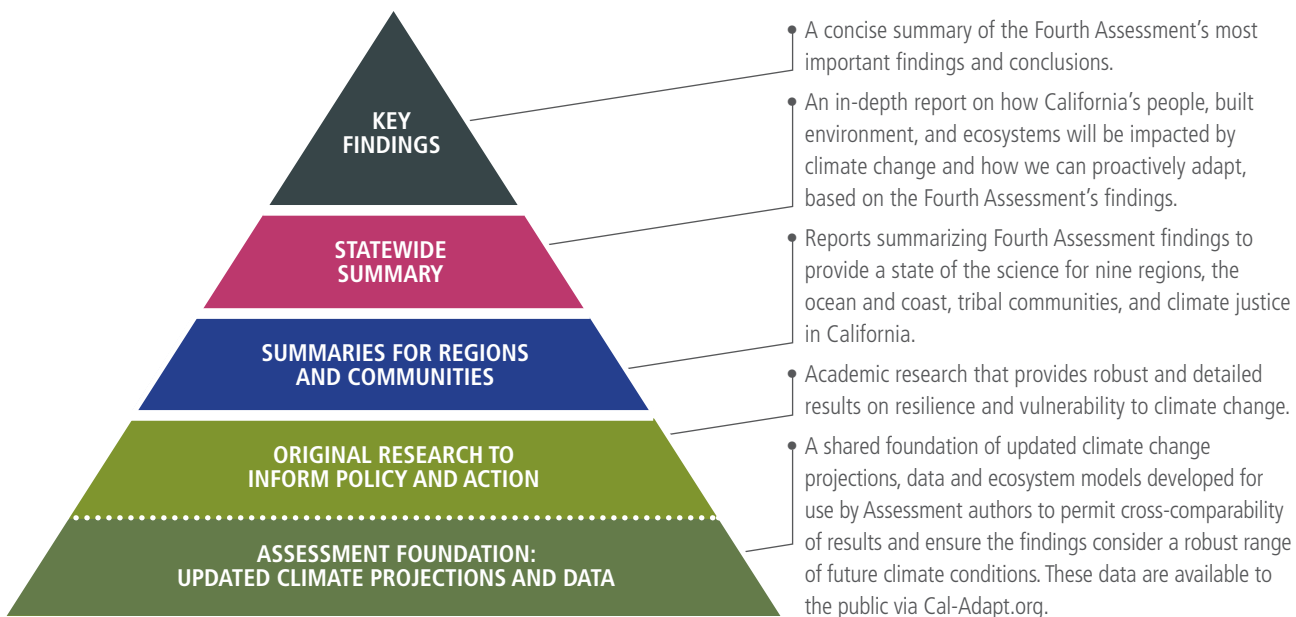 KEY
FINDINGS
A concise summary of the Fourth Assessment’s most
important findings and conclusions.
STATEWIDE
SUMMARY
An in-depth report on how California’s people, built
environment, and ecosystems will be impacted by
climate change and how we can proactively adapt,
based on the Fourth Assessment’s findings.
SUMMARIES FOR REGIONS
AND COMMUNITIES
Reports summarizing Fourth Assessment findings to
provide a state of the science for nine regions, the
ocean and coast, tribal communities, and climate justice
in California.
ORIGINAL RESEARCH TO
INFORM POLICY AND ACTION
Academic research that provides robust and detailed
results on resilience and vulnerability to climate change.
ASSESSMENT FOUNDATION:
UPDATED CLIMATE PROJECTIONS AND DATA
A shared foundation of updated climate change
projections, data and ecosystem models developed for
use by Assessment authors to permit cross-comparability
of results and ensure the findings consider a robust range
of future climate conditions. These data are available to
the public via Cal-Adapt.org.